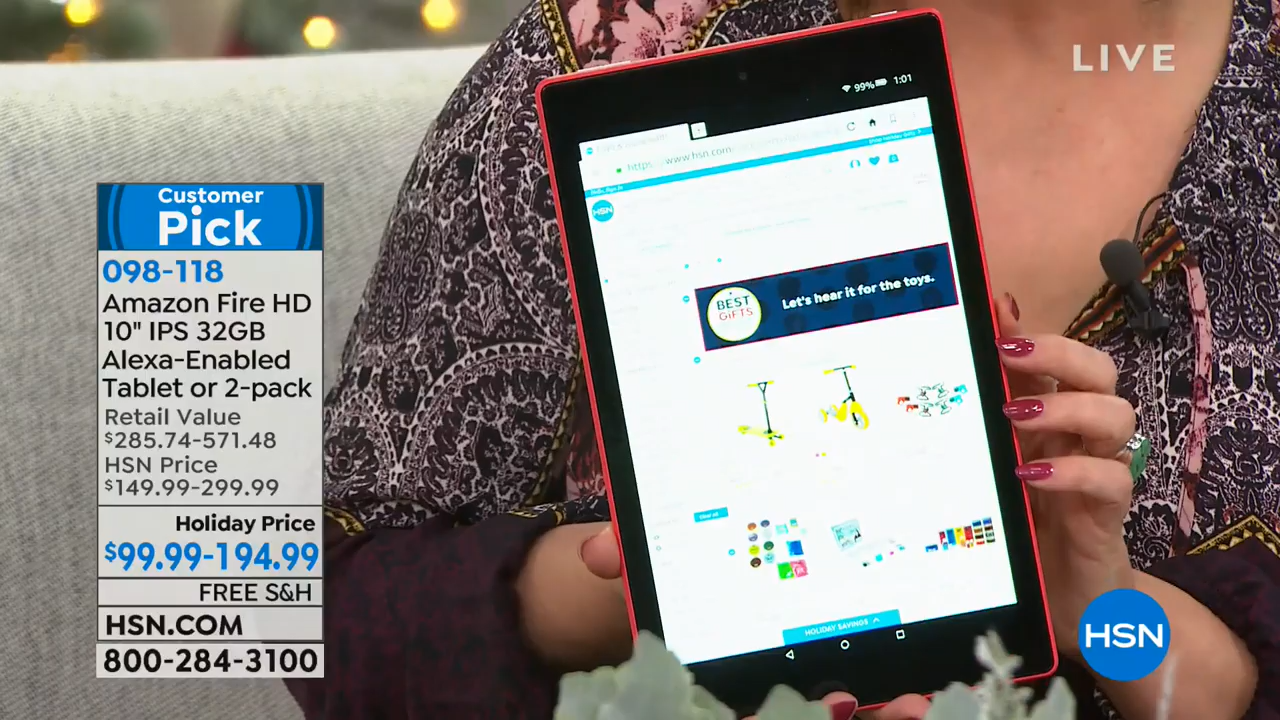 LIVE
Customer
Pick
098-118
Amazon Fire HD
10" IPS 32GB
Alexa-Enabled
Tablet or 2-pack
Retail Value
$285.74-571.48
HSN Price
$149.99-299.99
Holiday Price
$99.99-194.99
FREE S&H
HSN.COM
800-284-3100
99% 1:01
https www.hsn.com
HSN
BEST
GIFTS
Let's hear it for the toys.
HOLIDAY SAVINGS
HSN